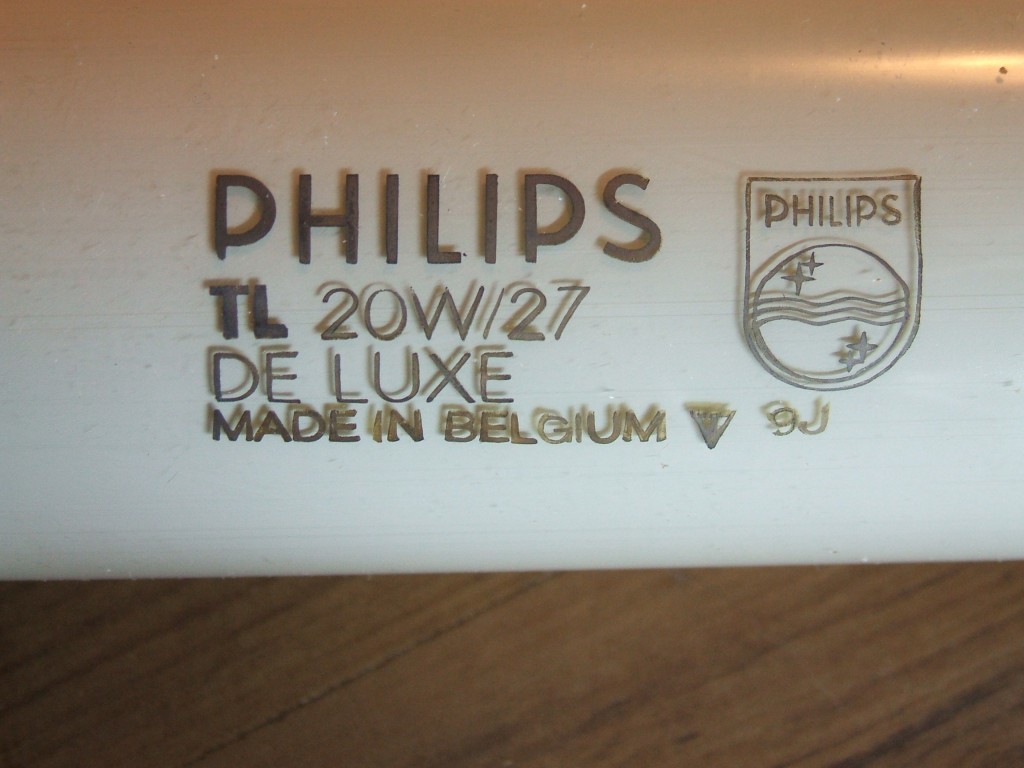 PHILIPS
TL 20W/27
DE LUXE
MADE IN BELGIUM 9J
PHILIPS